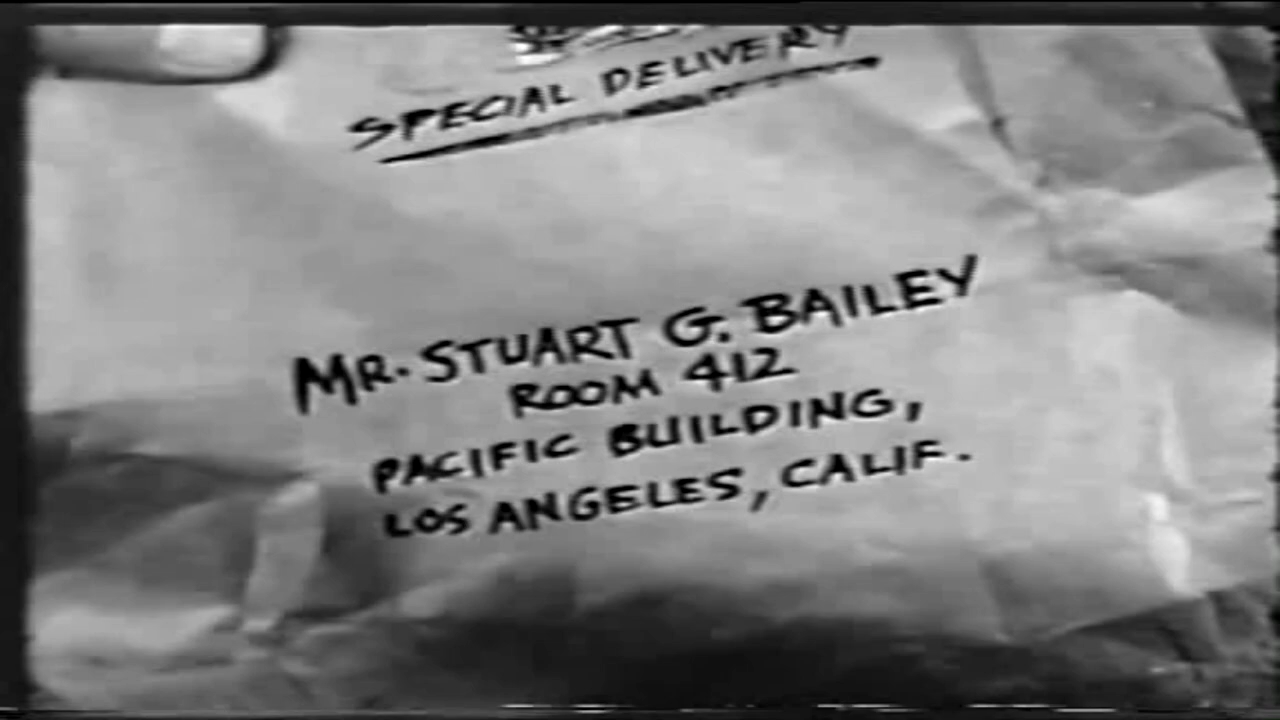 SPECIAL DELIVERY
MR. STUART G. BAILEY
ROOM 412
PACIFIC BUILDING,
LOS ANGELES, CALIF.